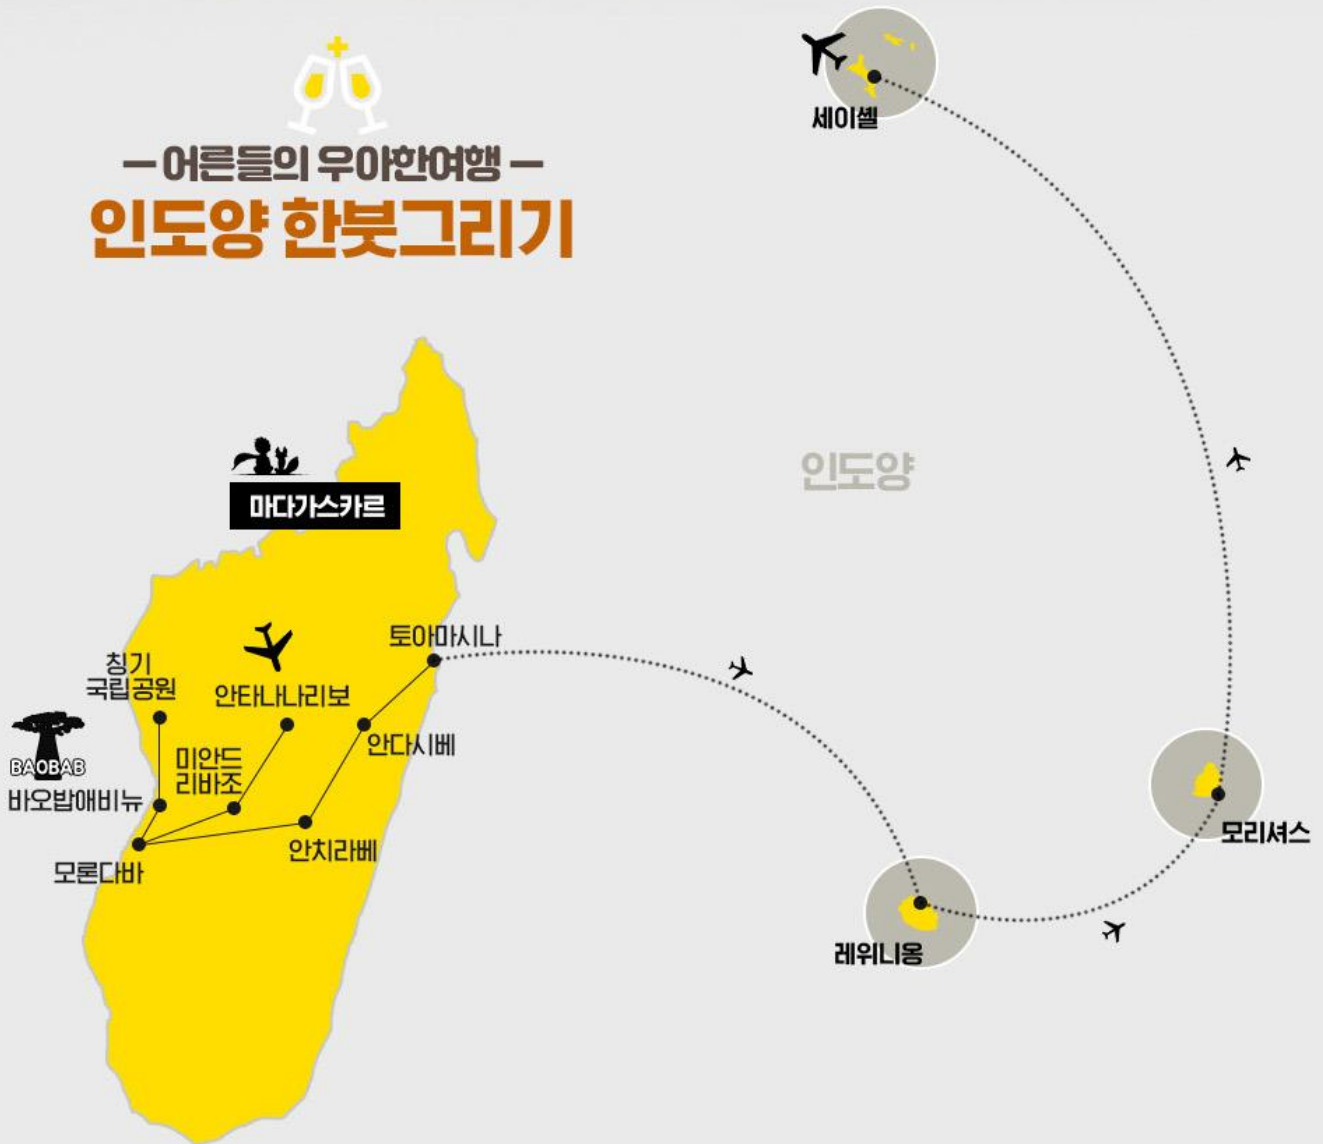 세이셸
어른들의 우아한여행
인도양 한붓그리기
인도양
마다가스카르
토아마시나
칭기
국립공원
안타나나리보
안다시베
미안드
리바조
BAOBAB
바오밥애비뉴
안치라베
모론다바
모리셔스
레위니옹